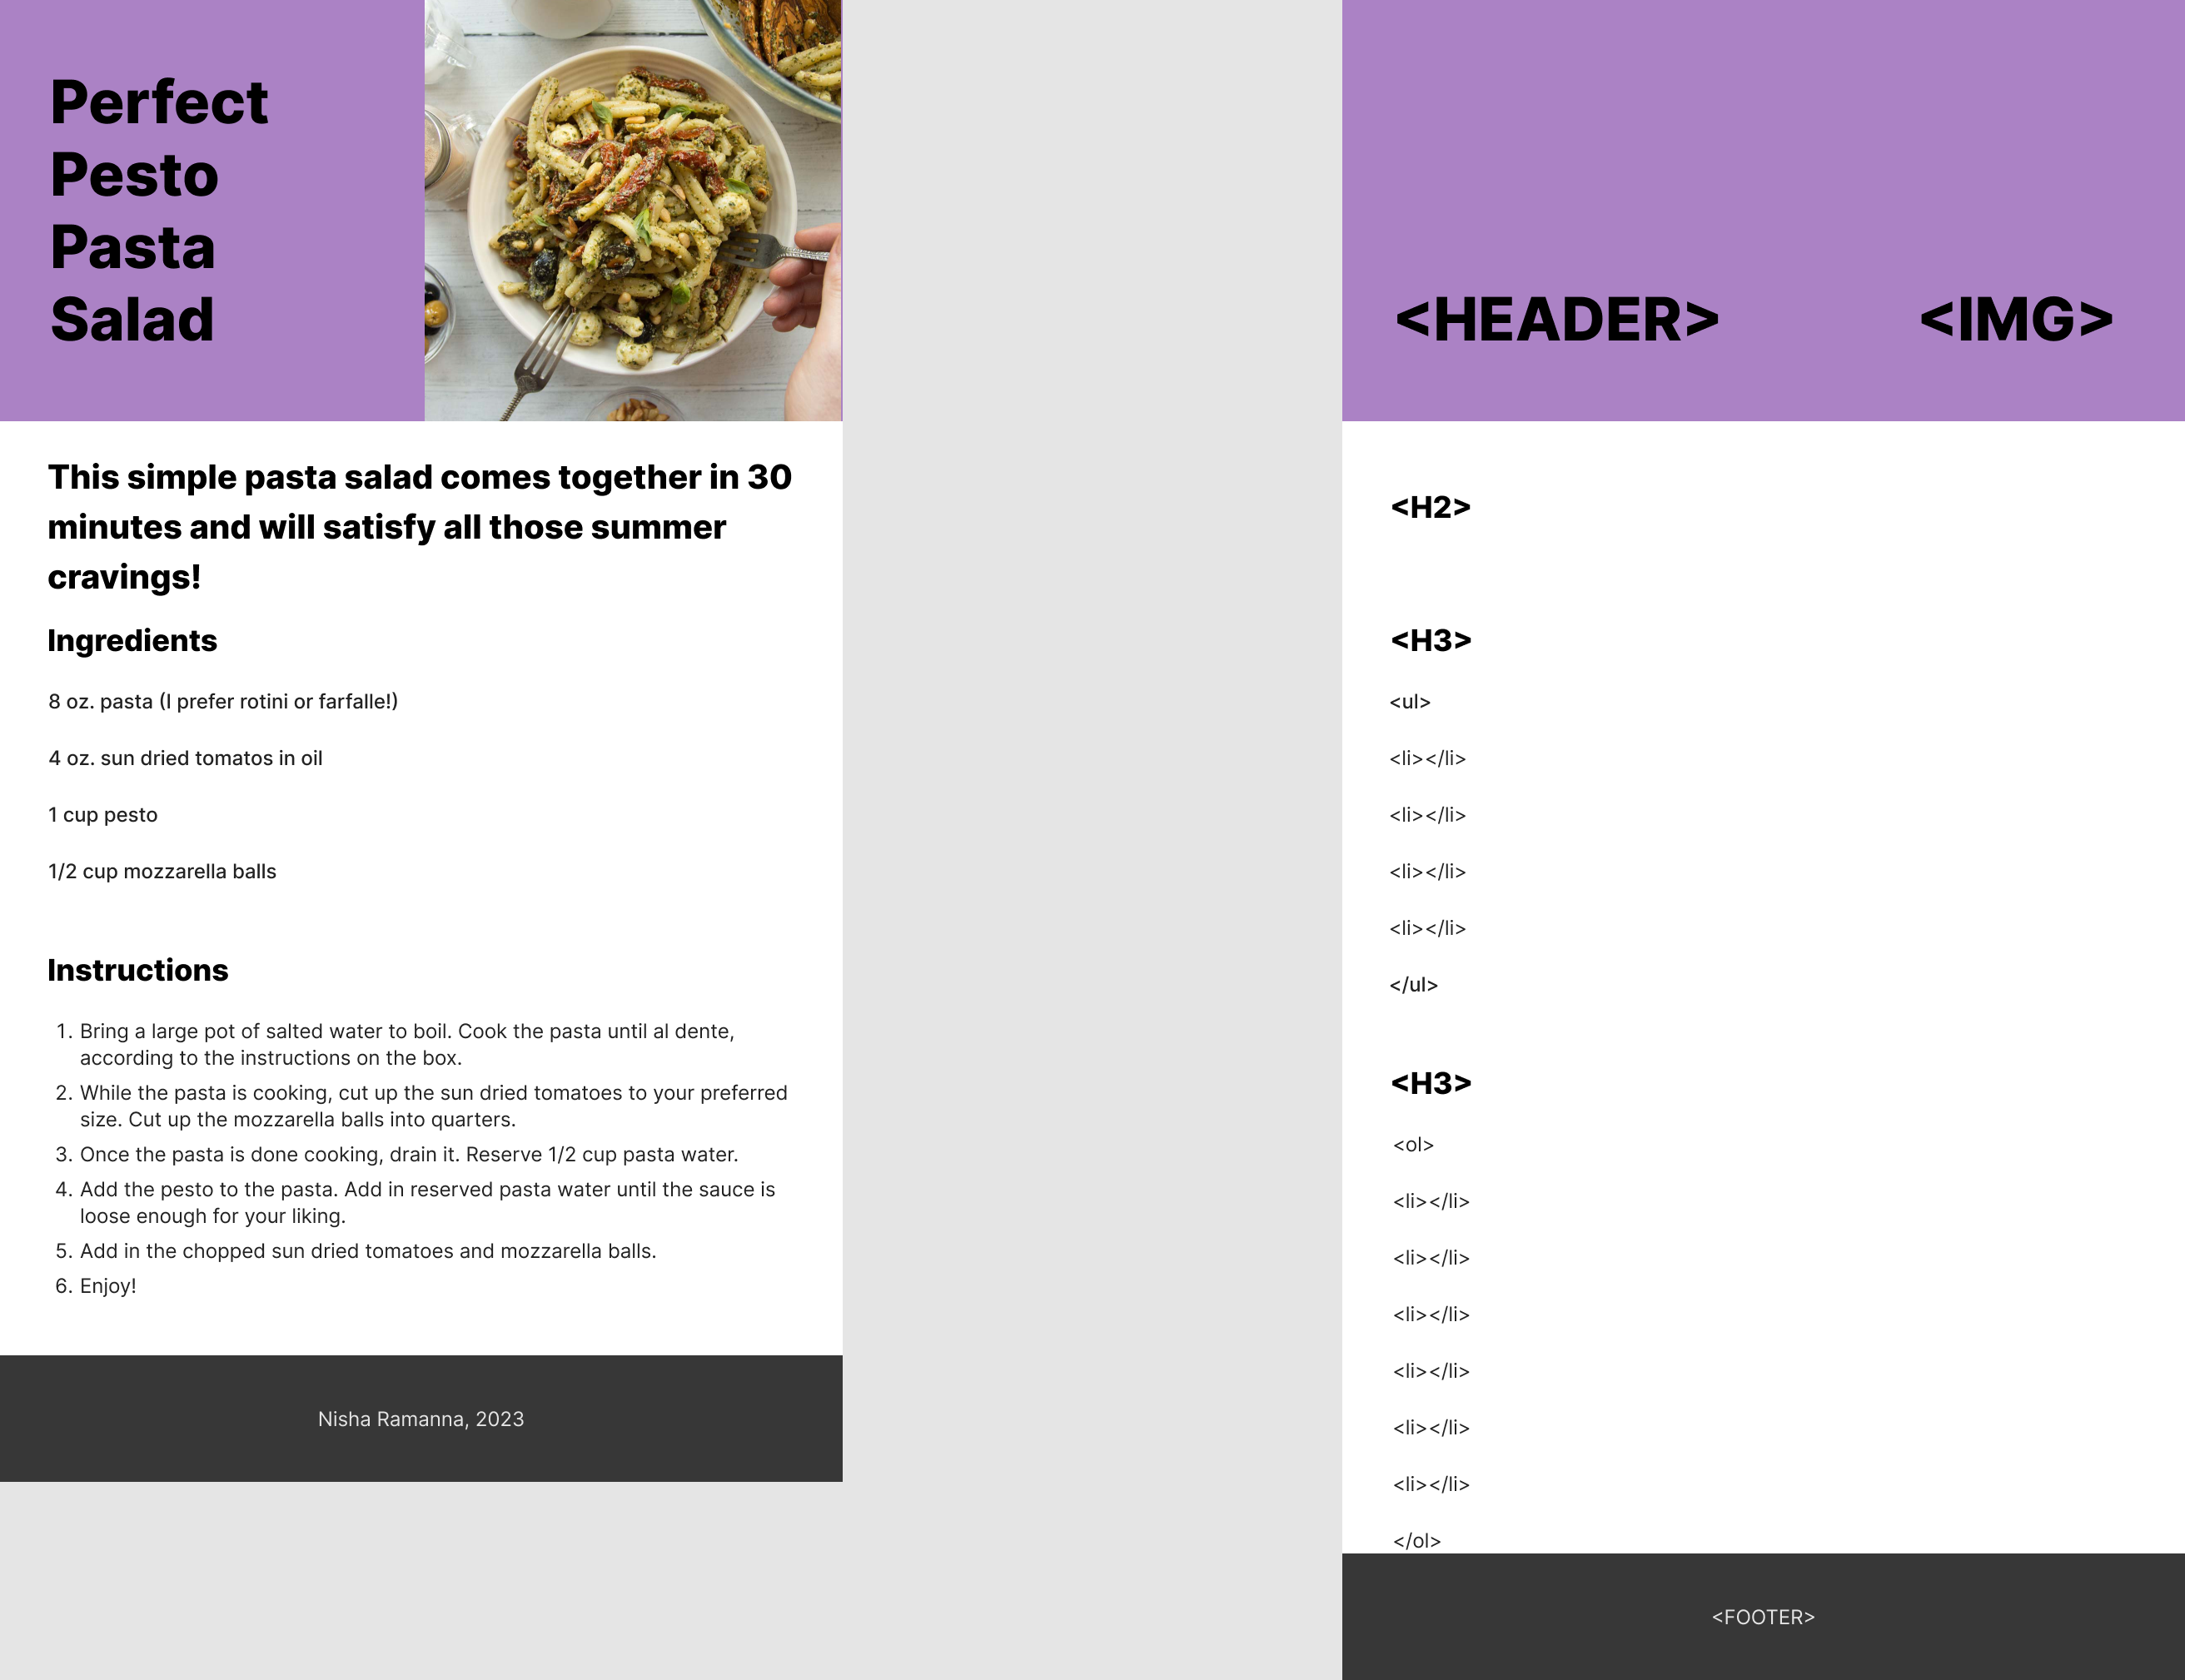 Perfect
Pesto
Pasta
Salad
This simple pasta salad comes together in 30
minutes and will satisfy all those summer
cravings!
Ingredients
8 oz. pasta (I prefer rotini or farfalle!)
4 oz. sun dried tomatos in oil
1 cup pesto
1/2 cup mozzarella balls
Instructions
1. Bring a large pot of salted water to boil. Cook the pasta until al dente,
according to the instructions on the box.
2. While the pasta is cooking, cut up the sun dried tomatoes to your preferred
size. Cut up the mozzarella balls into quarters.
3. Once the pasta is done cooking, drain it. Reserve 1/2 cup pasta water.
4. Add the pesto to the pasta. Add in reserved pasta water until the sauce is
loose enough for your liking.
5. Add in the chopped sun dried tomatoes and mozzarella balls.
6. Enjoy!
Nisha Ramanna, 2023
<HEADER>
<IMG>
<H2>
<H3>
<ul>
<li></li>
<li></li>
<li></li>
<li></li>
</ul>
<H3>
<ol>
<li></li>
<li></li>
<li></li>
<li></li>
<li></li>
<li></li>
</ol>
<FOOTER>